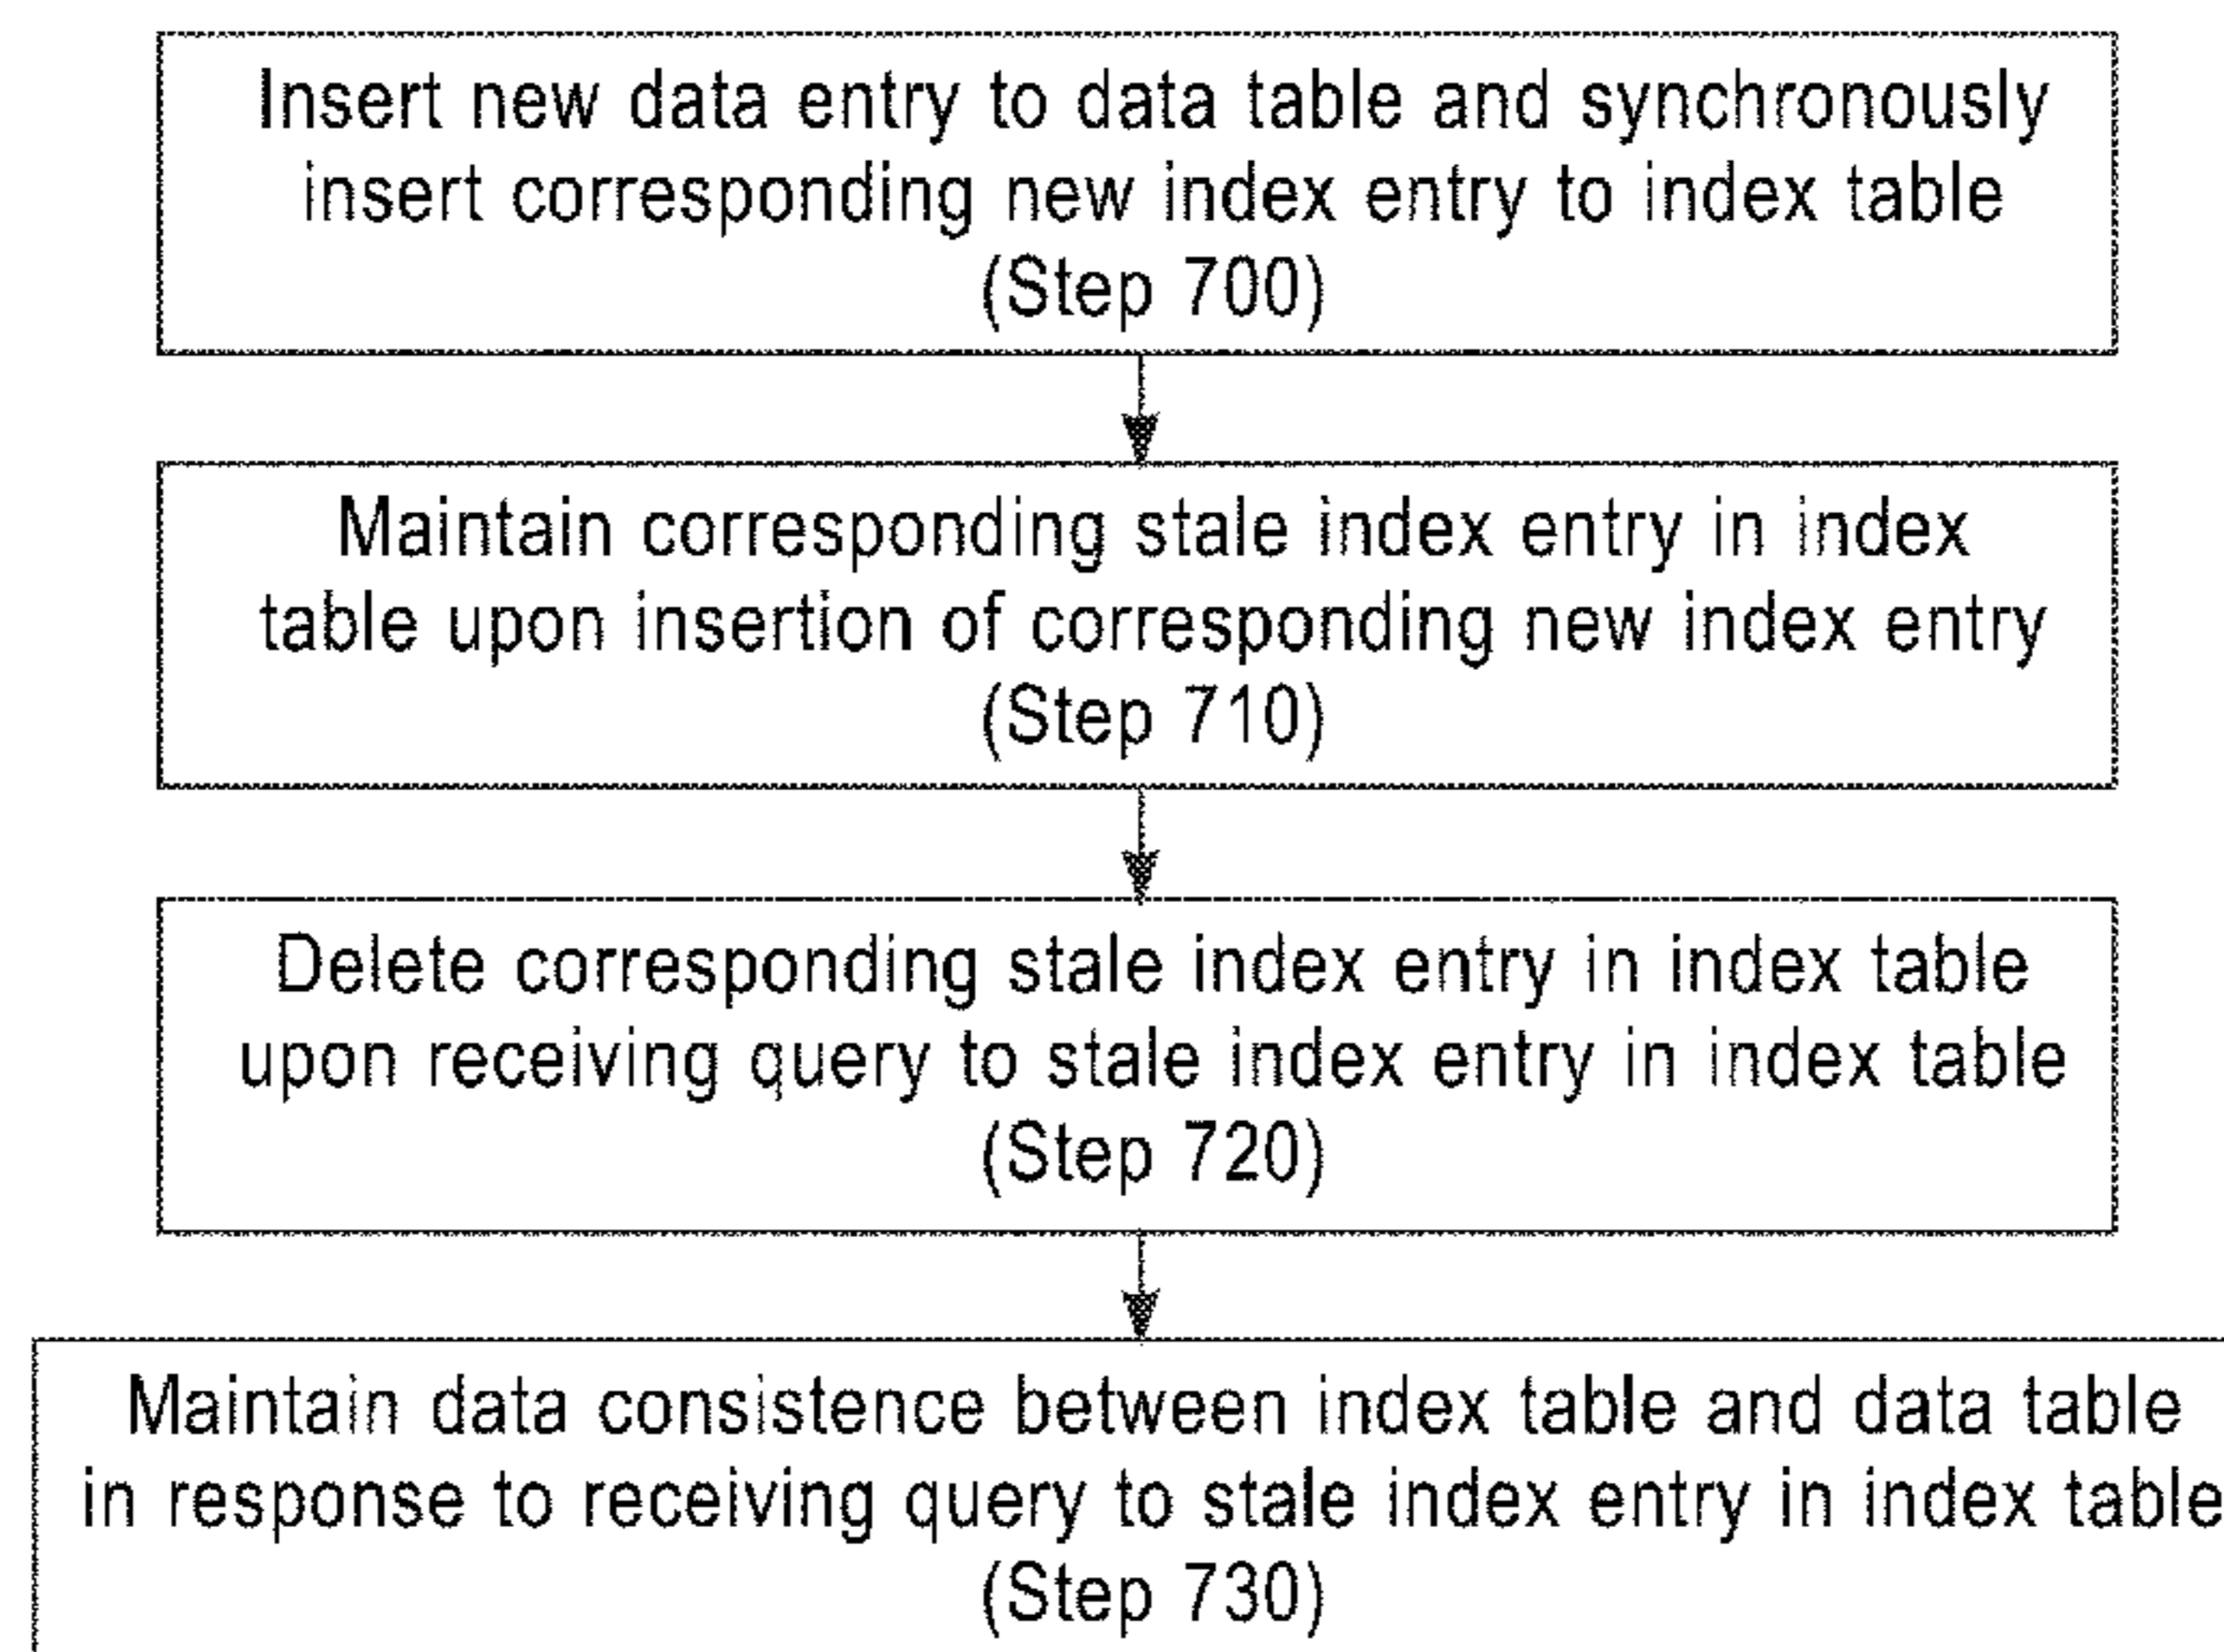 Insert new data entry to data table and synchronously
insert corresponding new index entry to index table
(Step 700)
Maintain corresponding stale index entry in index
table upon insertion of corresponding new index entry
(Step 710)
Delete corresponding stale index entry in index table
upon receiving query to stale index entry in index table
(Step 720)
Maintain data consistence between index table and data table
in response to receiving query to stale index entry in index table
(Step 730)